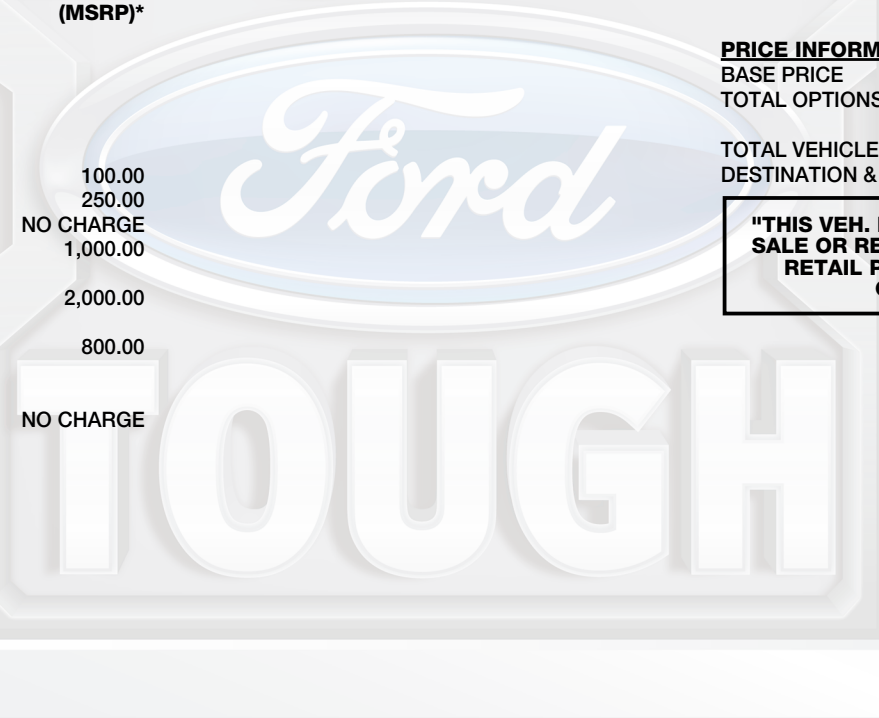 (MSRP)*
100.00
250.00
NO CHARGE
1,000.00
2,000.00
800.00
NO CHARGE
PRICE INFORM
BASE PRICE
TOTAL OPTIONS
TOTAL VEHICLE
DESTINATION &
"THIS VEH.
SALE OR RE
RETAIL P
Ford
TOUGH